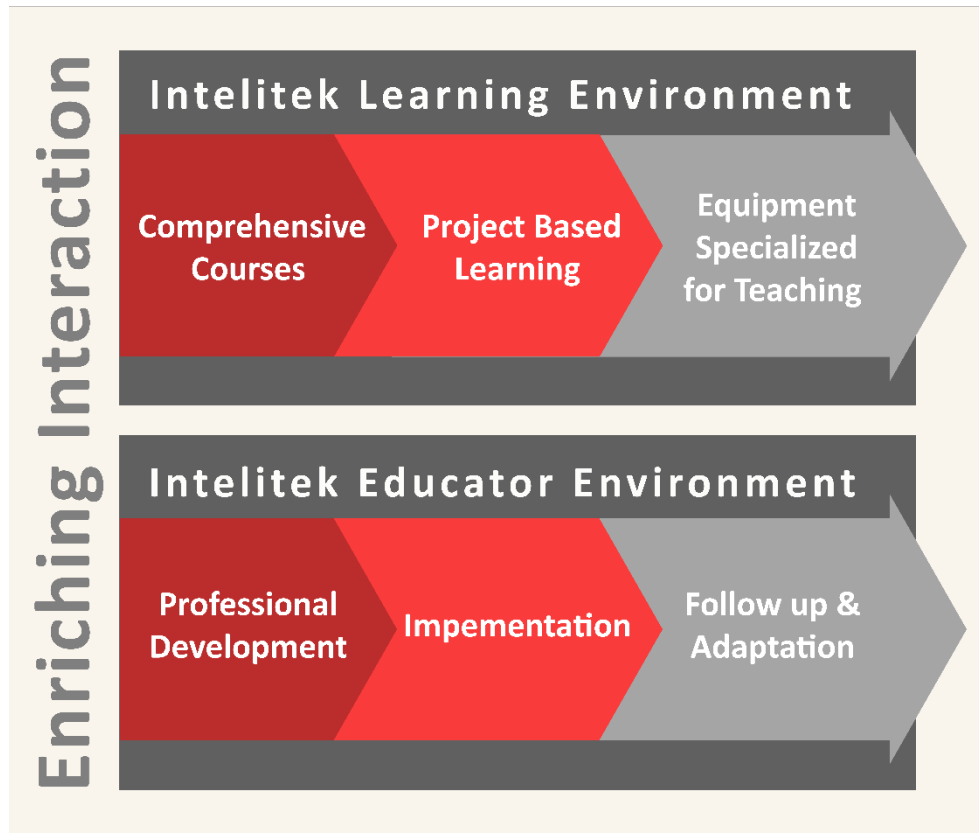 Enriching Interaction
Intelitek Learning Environment
Comprehensive
Courses
Project Based
Learning
Equipment
Specialized
for Teaching
Intelitek Educator Environment
Professional
Development
Impementation
Follow up &
Adaptation